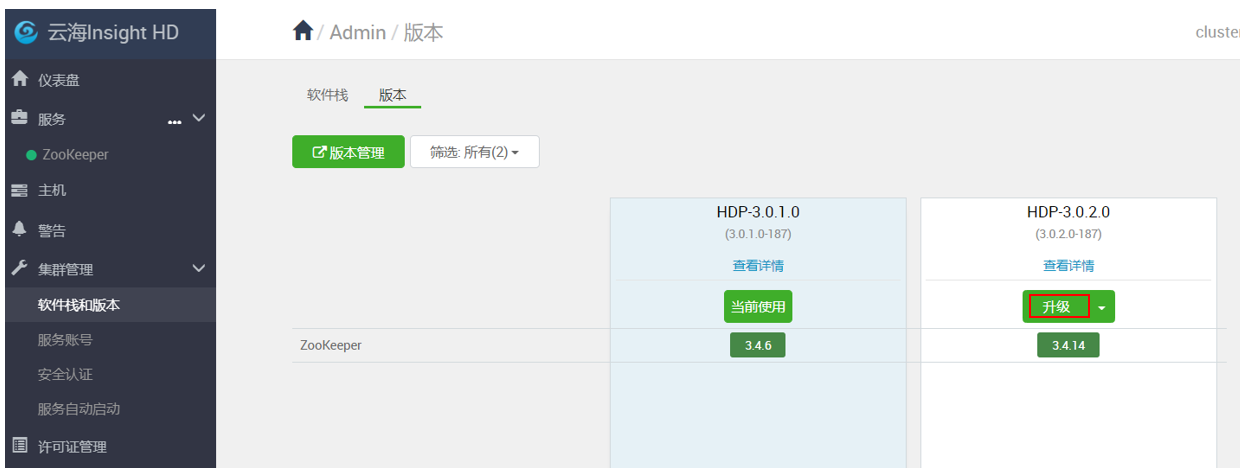 云海Insight HD
仪表盘
服务 ...
ZooKeeper
主机
警告
集群管理
软件栈和版本
服务账号
安全认证
服务自动启动
许可证管理
/ Admin / 版本
cluster
软件栈 版本
版本管理 筛选: 所有(2)
HDP-3.0.1.0 HDP-3.0.2.0
(3.0.1.0-187) (3.0.2.0-187)
查看详情 查看详情
当前使用 升级
ZooKeeper 3.4.6 3.4.14